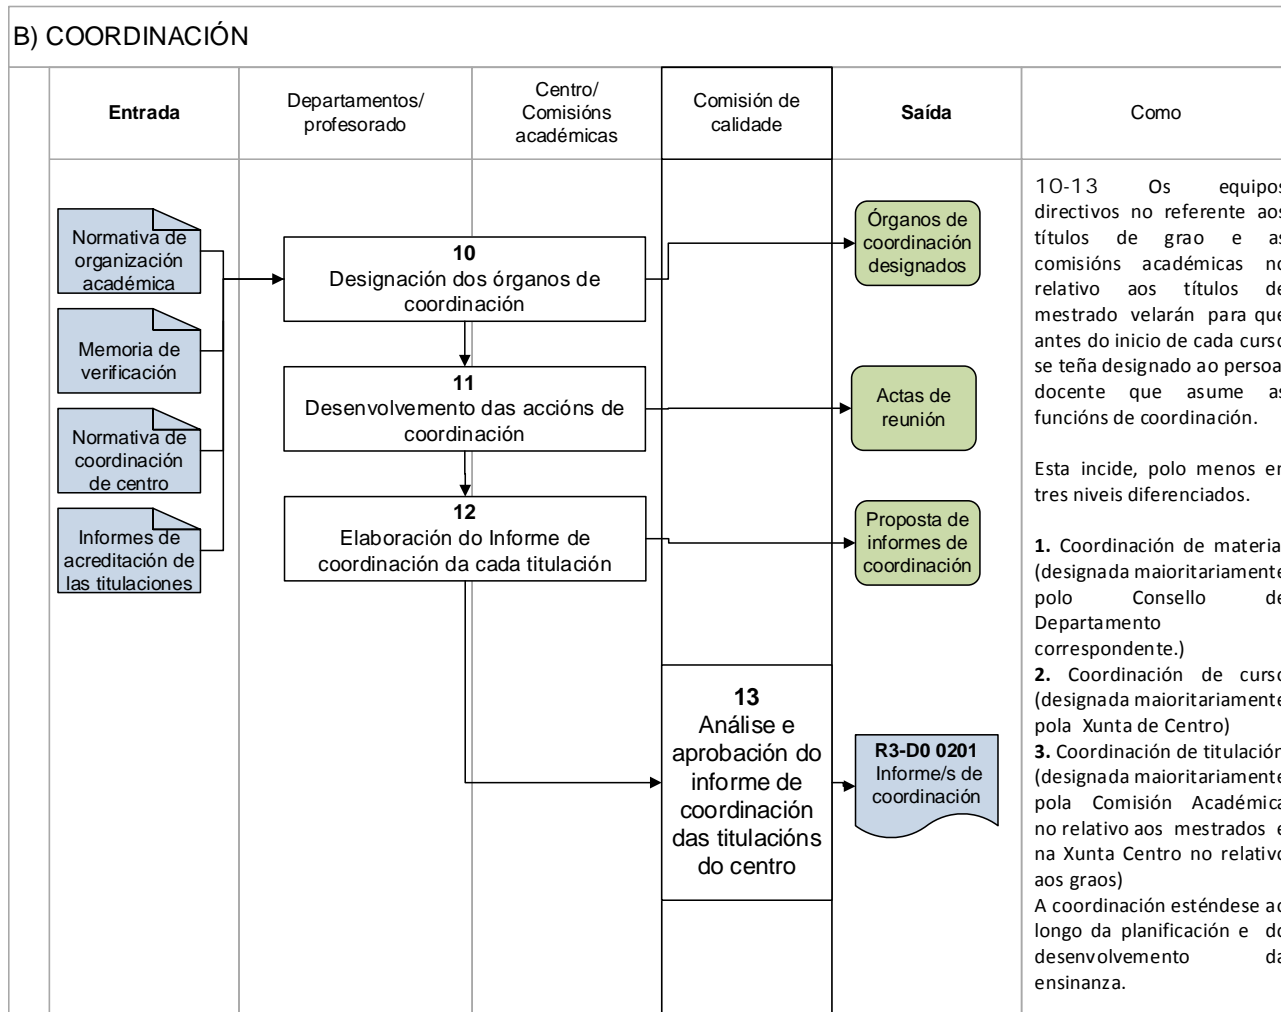 B) COORDINACIÓN
Entrada
Departamentos/
profesorado
Centro/
Comisións
académicas
Comisión de
calidade
Saída
Como
Normativa de
organización
académica
Memoria de
verificación
Normativa de
coordinación
de centro
Informes de
acreditación de
las titulaciones
10
Designación dos órganos de
coordinación
11
Desenvolvemento das accións de
coordinación
12
Elaboración do Informe de
coordinación da cada titulación
13
Análise e
aprobación do
informe de
coordinación
das titulacións
do centro
Órganos de
coordinación
designados
Actas de
reunión
Proposta de
informes de
coordinación
R3-D0 0201
Informe/s de
coordinación
10-13 Os equipos
directivos no referente aos
títulos de grao e as
comisións académicas no
relativo aos títulos de
mestrado velarán para que
antes do inicio de cada curso
se teña designado ao persoal
docente que asume as
funcións de coordinación.
Esta incide, polo menos en
tres niveis diferenciados.
1. Coordinación de materia
(designada maioritariamente
polo Consello de
Departamento
correspondente.)
2. Coordinación de curso
(designada maioritariamente
pola Xunta de Centro)
3. Coordinación de titulación
(designada maioritariamente
pola Comisión Académica
no relativo aos mestrados e
na Xunta Centro no relativo
aos graos)
A coordinación esténdese ao
longo da planificación e do
desenvolvemento da
ensinanza.